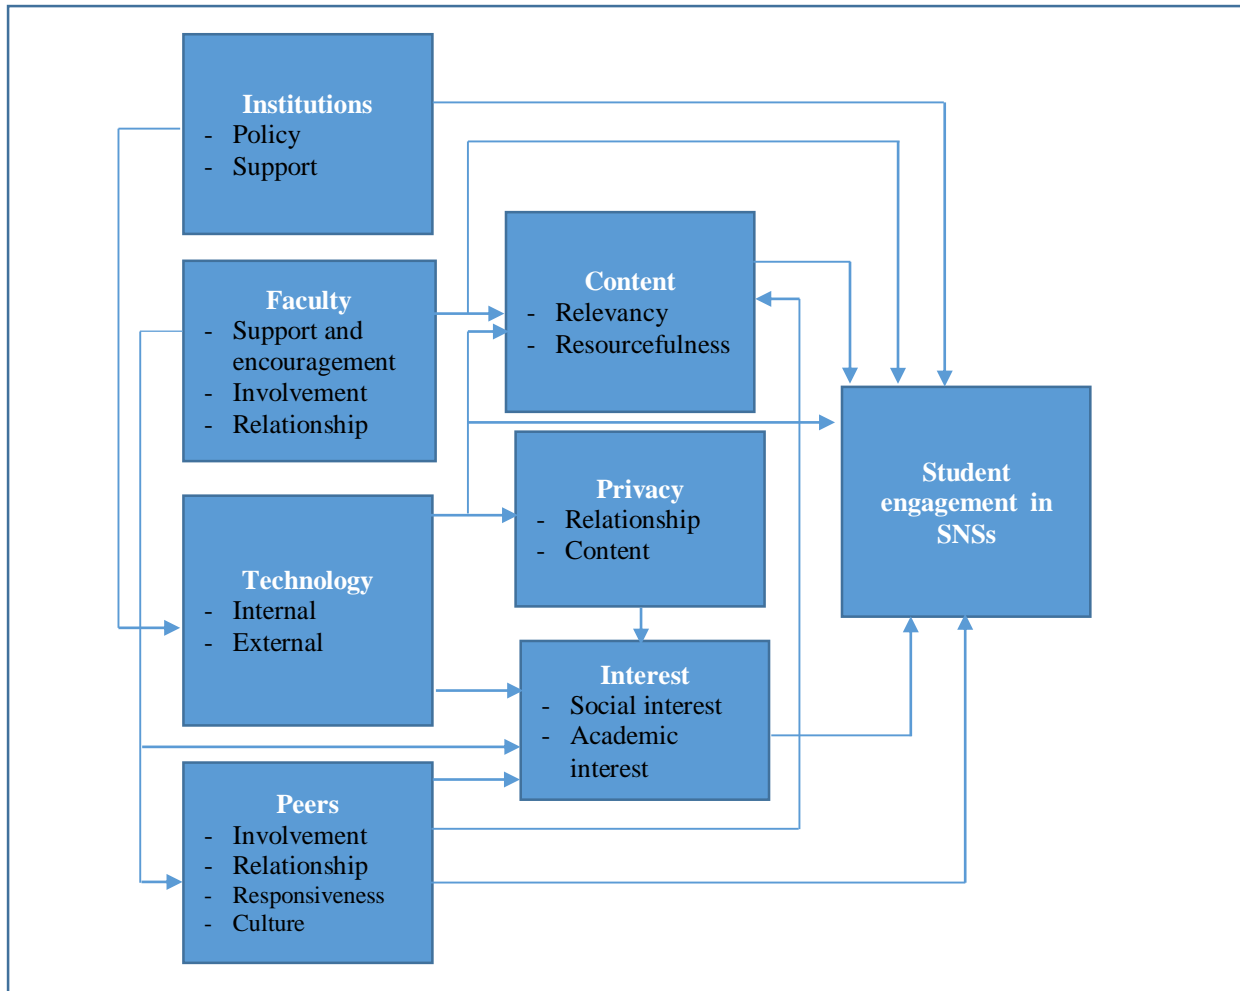 Institutions
- Policy
- Support
Faculty
- Support and
encouragement
- Involvement
- Relationship
Technology
- Internal
- External
Peers
- Involvement
- Relationship
- Responsiveness
- Culture
Content
- Relevancy
- Resourcefulness
Privacy
- Relationship
- Content
Interest
- Social interest
- Academic
interest
Student
engagement in
SNSs